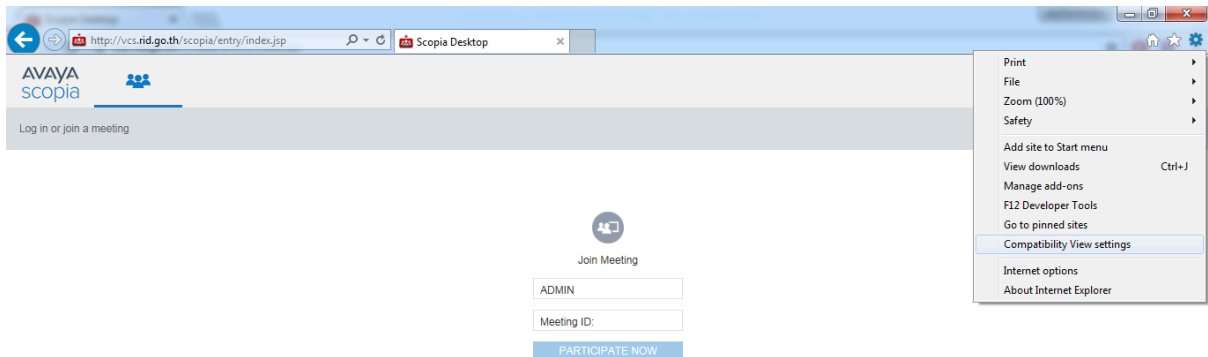 http://vcs.rid.go.th/scopia/entry/index.jsp
Scopia Desktop
AVAYA
scopia
Log in or join a meeting
Print
File
Zoom (100%)
Safety
Add site to Start menu
View downloads Ctrl+J
Manage add-ons
F12 Developer Tools
Go to pinned sites
Compatibility View settings
Internet options
About Internet Explorer
Join Meeting
ADMIN
Meeting ID:
PARTICIPATE NOW